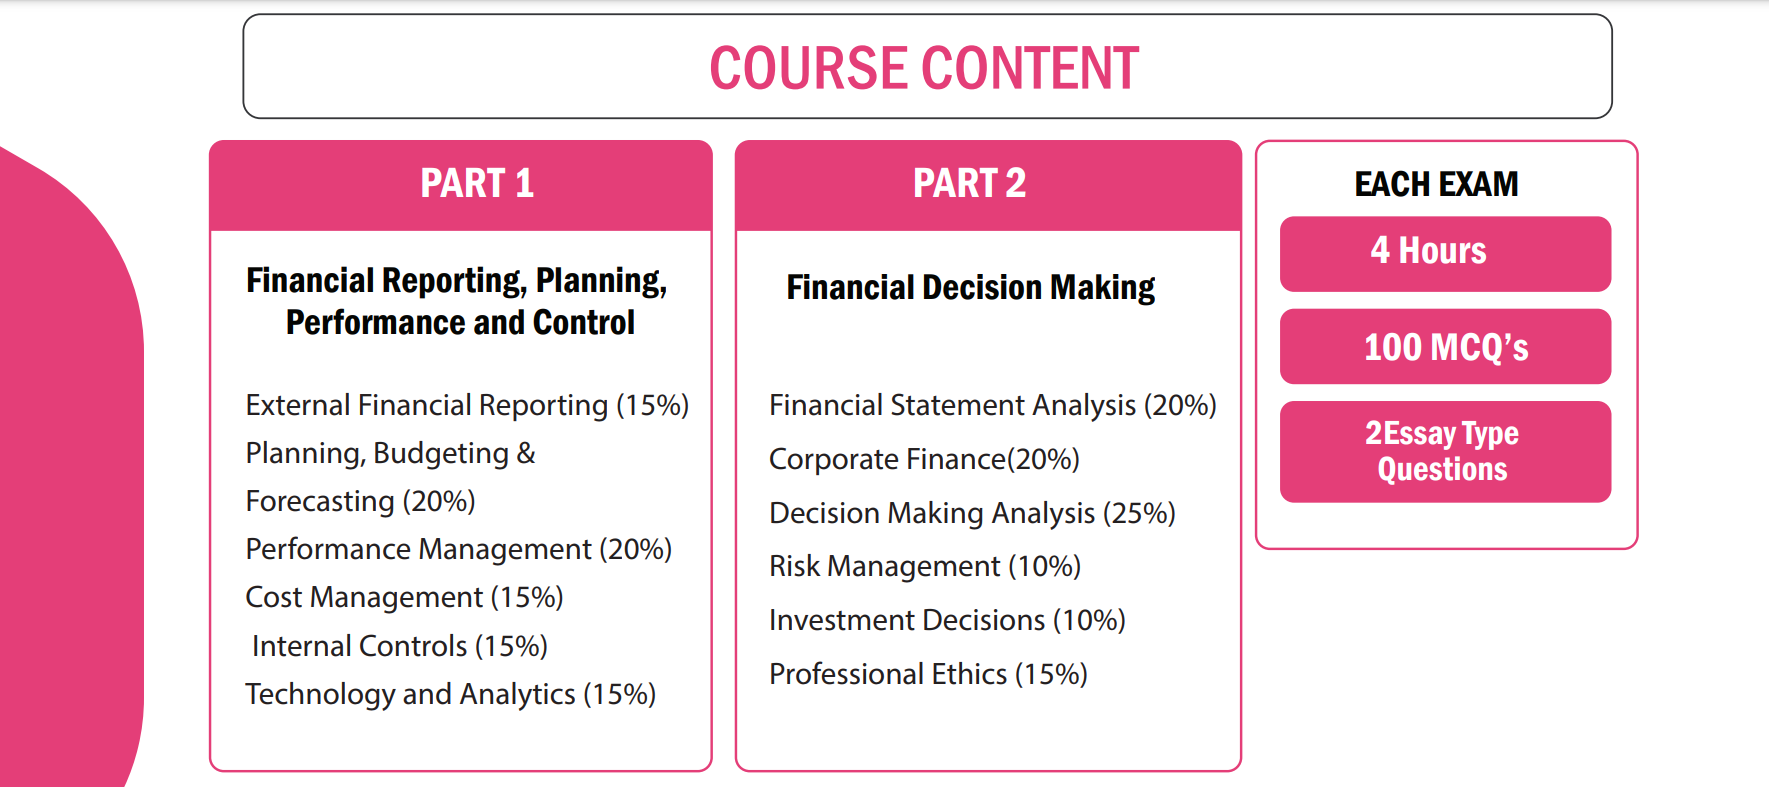 COURSE CONTENT
PART 1
Financial Reporting, Planning,
Performance and Control
External Financial Reporting (15%)
Planning, Budgeting &
Forecasting (20%)
Performance Management (20%)
Cost Management (15%)
Internal Controls (15%)
Technology and Analytics (15%)
PART 2
Financial Decision Making
Financial Statement Analysis (20%)
Corporate Finance(20%)
Decision Making Analysis (25%)
Risk Management (10%)
Investment Decisions (10%)
Professional Ethics (15%)
EACH EXAM
4 Hours
100 MCQ’s
2Essay Type
Questions